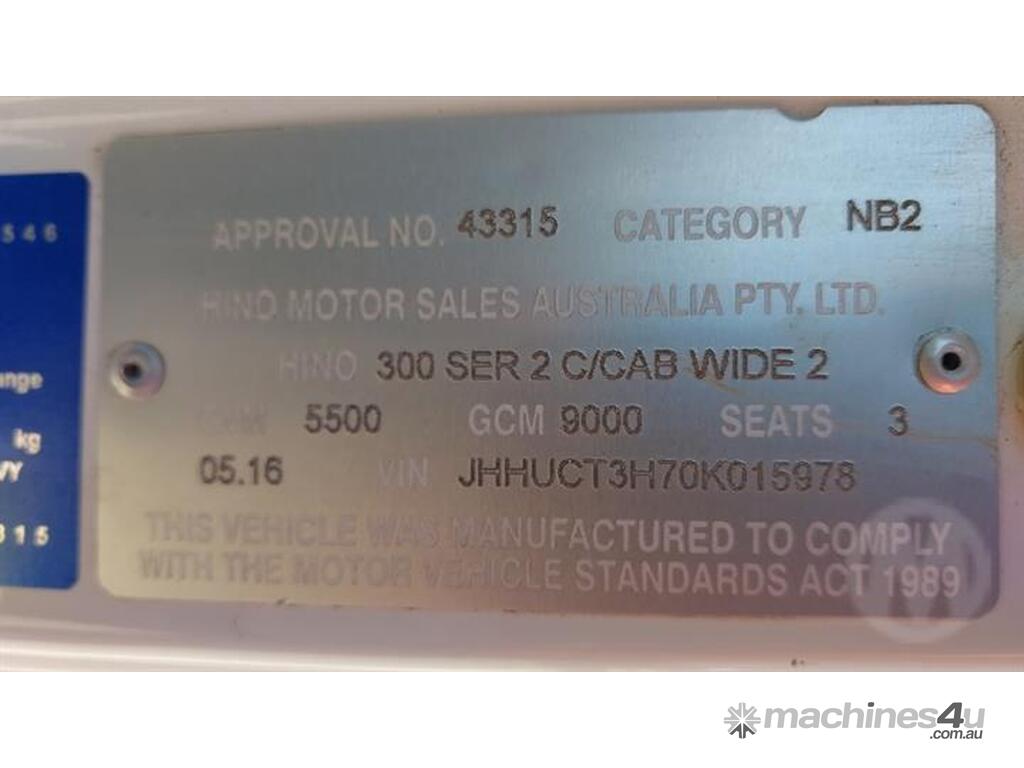 546
APPROVAL NO. 43315 CATEGORY NB2
HINO MOTOR SALES AUSTRALIA PTY. LTD.
HINO 300 SER 2 C/CAB WIDE 2
GVM 5500 GCM 9000 SEATS 3
05.16 VIN JHHUCT3H70K015978
THIS VEHICLE WAS MANUFACTURED TO COMPLY
WITH THE MOTOR VEHICLE STANDARDS ACT 1989
kg
315
machines4u
.com.au